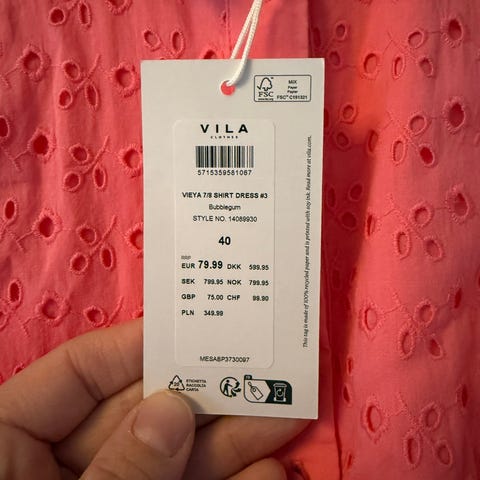 FSC
MIX
Paper
Papier
FSC® C151321
VILA
CLOTHES
5715359581067
VIEYA 7/8 SHIRT DRESS #3
Bubblegum
STYLE NO. 14089930
40
RRP
EUR 79.99 DKK 599.95
SEK 799.95 NOK 799.95
GBP 75.00 CHF 99.90
PLN 349.99
MESABP3730097
ETICHETTA
RACCOLTA
CARTA
This tag is made of 100% recycled paper and is printed with soy ink. Read more at vila.com.